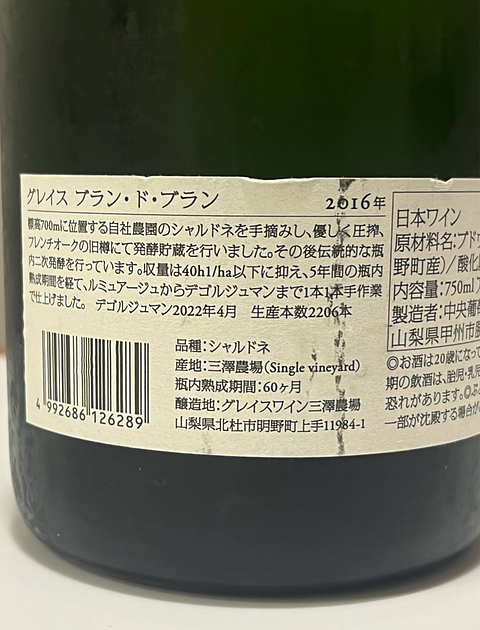 グレイス ブラン・ド・ブラン 2016年
標高700mに位置する自社農園のシャルドネを手摘みし、優しく圧搾,
フレンチオークの旧樽にて発酵貯蔵を行いました。その後伝統的な瓶
内二次発酵を行っています。収量は40hl/ha以下に抑え、5年間の瓶内
熟成期間を経て、ルミュアージュからデゴルジュマンまで1本1本手作業
で仕上げました。 デゴルジュマン2022年4月 生産本数2206本
品種:シャルドネ
産地:三澤農場(Single vineyard)
瓶内熟成期間:60ヶ月
醸造地:グレイスワイン三澤農場
山梨県北杜市明野町上手11984-1
4 992686 126289
日本ワイン
原材料名:ブドウ
野町産)/酸化
内容量:750ml
製造者:中央葡
山梨県甲州市
◎お酒は20歳になって
期の飲酒は、胎児・乳児
恐れがあります。◎
一部が沈殿する場合が